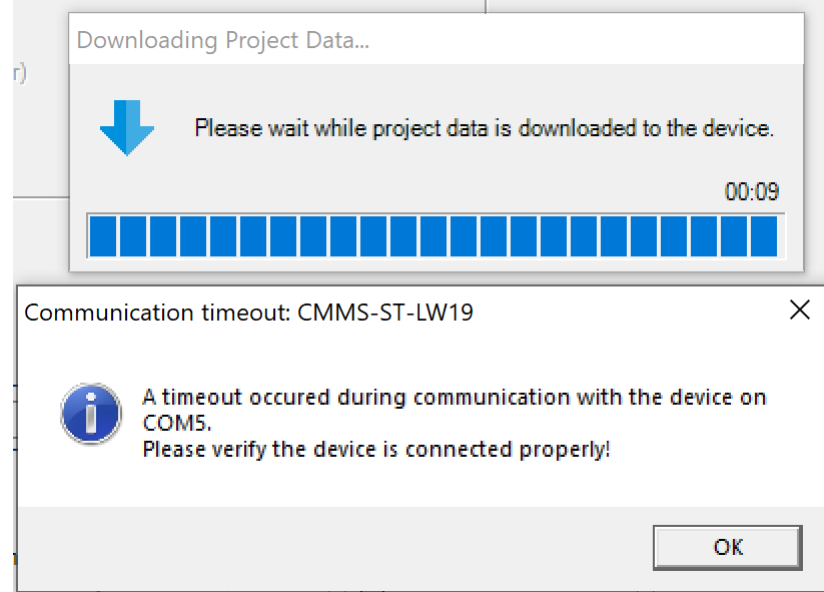 Downloading Project Data...
r)
Please wait while project data is downloaded to the device.
00:09
Communication timeout: CMMS-ST-LW19
A timeout occured during communication with the device on
COM5.
Please verify the device is connected properly!
OK